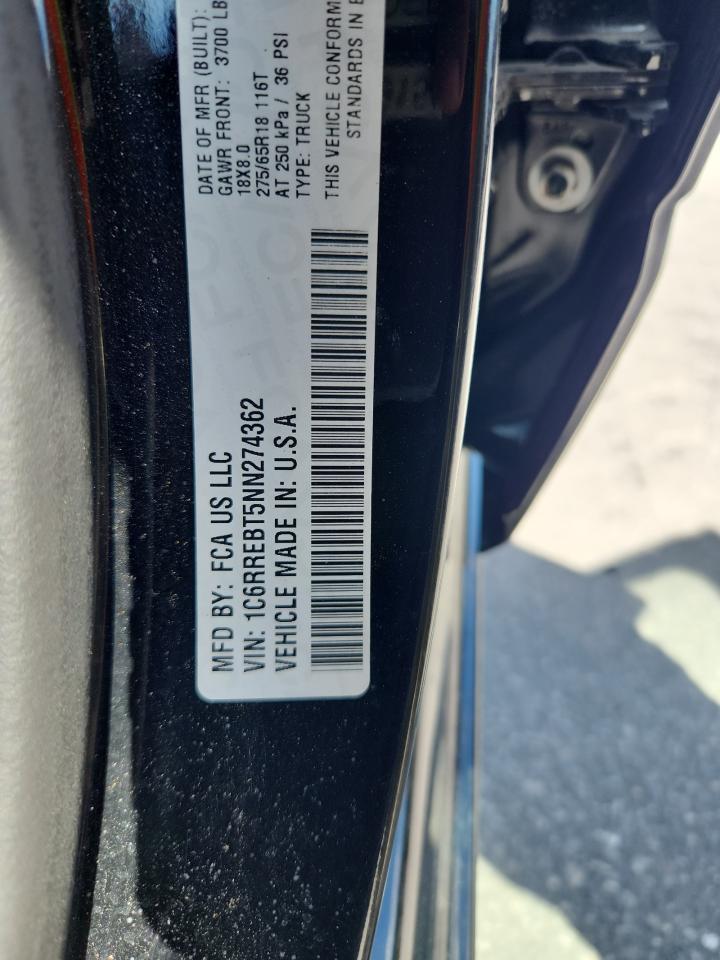 MFD BY: FCA US LLC
VIN: 1C6RREBT5NN274362
VEHICLE MADE IN: U.S.A.
DATE OF MFR (BUILT):
GAWR FRONT: 3700 LB
18X8.0
275/65R18 116T
AT 250 kPa / 36 PSI
TYPE: TRUCK
THIS VEHICLE CONFORM
STANDARDS IN E